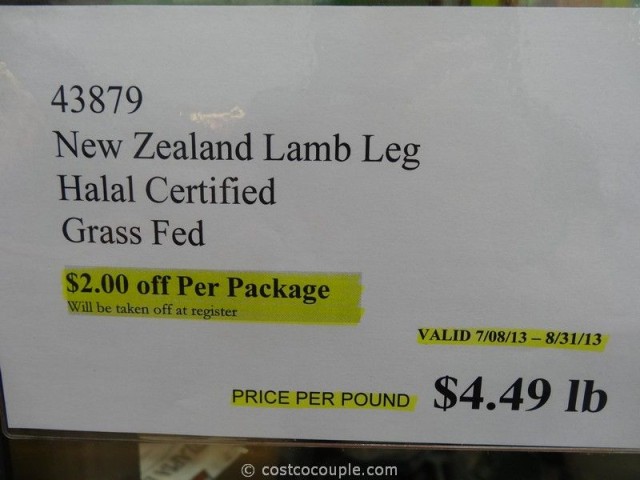 43879
New Zealand Lamb Leg
Halal Certified
Grass Fed
$2.00 off Per Package
Will be taken off at register
VALID 7/08/13 – 8/31/13
PRICE PER POUND $4.49 lb
© costcocouple.com